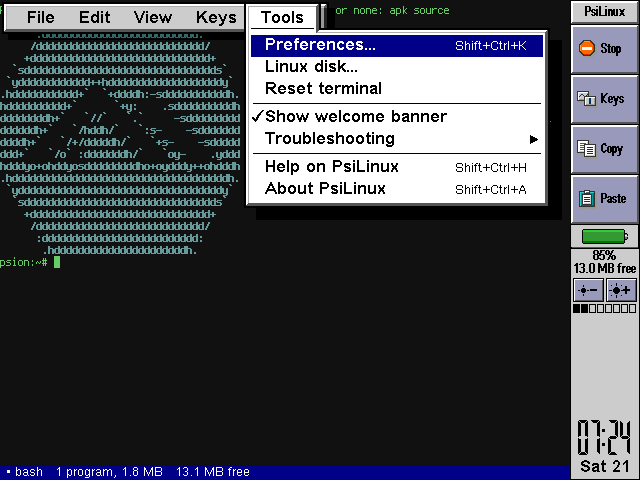 File Edit View Keys Tools
or none: apk source
PsiLinux
Preferences... Shift+Ctrl+K
Linux disk...
Reset terminal
Show welcome banner
Troubleshooting
Help on PsiLinux Shift+Ctrl+H
About PsiLinux Shift+Ctrl+A
Stop
Keys
Copy
Paste
85%
13.0 MB free
psion:~#
07:24
Sat 21
• bash 1 program, 1.8 MB 13.1 MB free